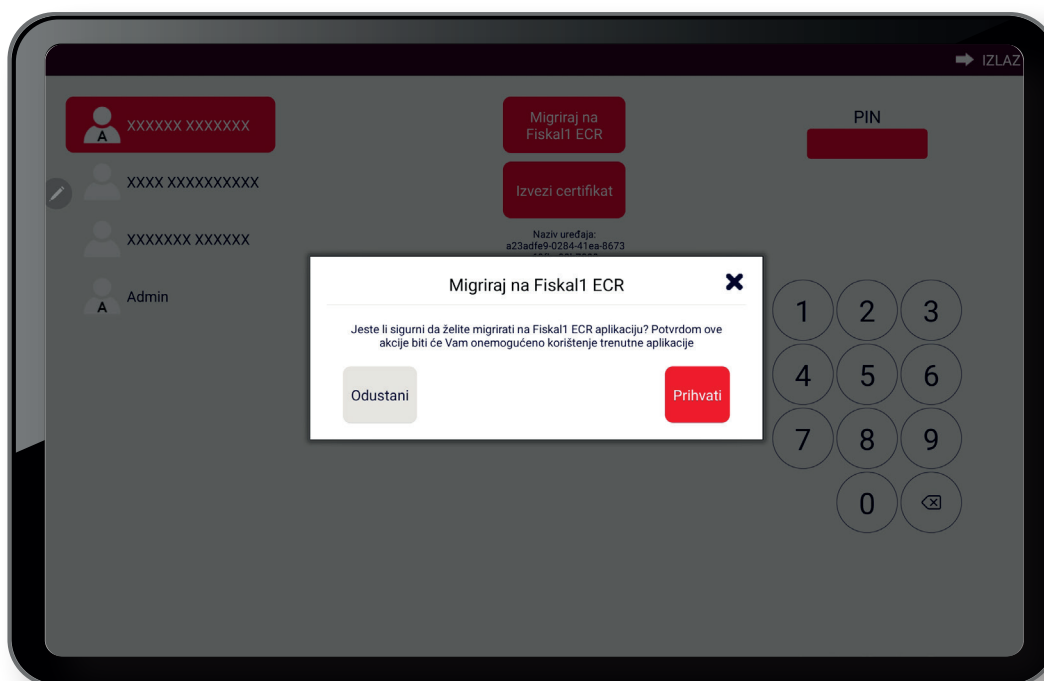 IZLAZ
XXXXXX XXXXXXX
A
XXXX XXXXXXXXXX
XXXXXXX XXXXXX
Admin
A
Migriraj na
Fiskal1 ECR
Izvezi certifikat
Naziv uređaja:
a23adfe9-0284-41ea-8673
PIN
Migriraj na Fiskal1 ECR
Jeste li sigurni da želite migrirati na Fiskal1 ECR aplikaciju? Potvrdom ove
akcije biti će Vam onemogućeno korištenje trenutne aplikacije
Odustani
Prihvati
1 2 3
4 5 6
7 8 9
0